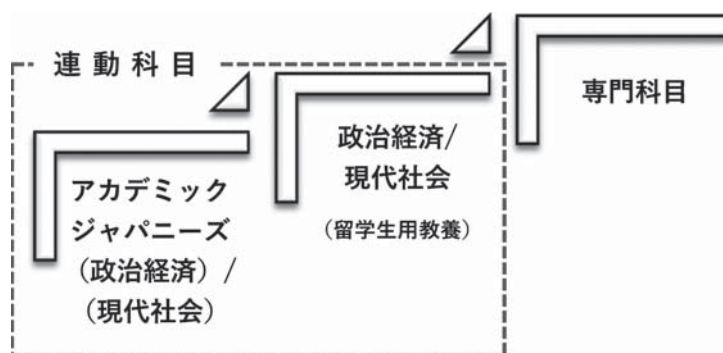 連動科目
アカデミック
ジャパニーズ
（政治経済）/
（現代社会）
政治経済/
現代社会
（留学生用教養）
専門科目